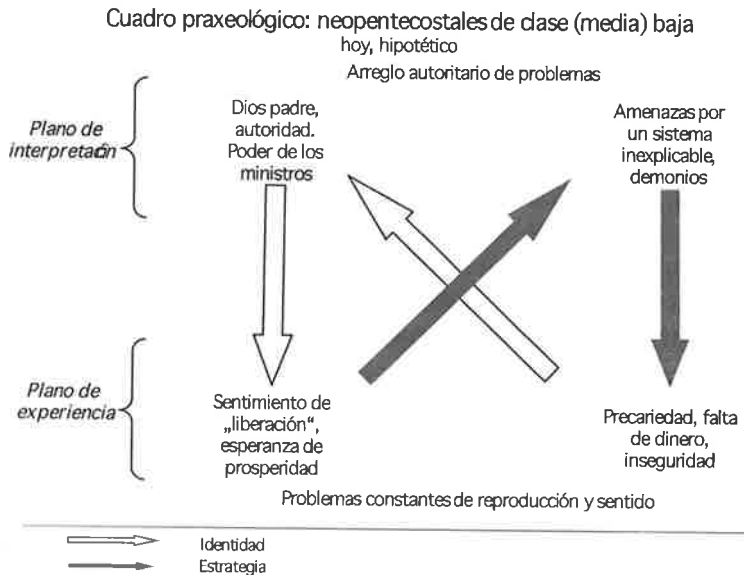 Cuadro praxeológico: neopentecostales de clase (media) baja
hoy, hipotético
Arreglo autoritario de problemas
Plano de
interpretación
Dios padre,
autoridad.
Poder de los
ministros
Amenazas por
un sistema
inexplicable,
demonios
Plano de
experiencia
Sentimiento de
„liberación“,
esperanza de
prosperidad
Precariedad, falta
de dinero,
inseguridad
Problemas constantes de reproducción y sentido
Identidad
Estrategia